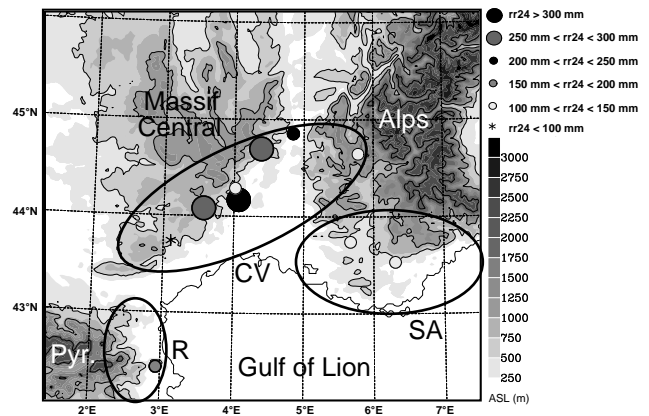 rr24 > 300 mm
250 mm < rr24 < 300 mm
200 mm < rr24 < 250 mm
150 mm < rr24 < 200 mm
100 mm < rr24 < 150 mm
rr24 < 100 mm
Massif
Central
Alps
CV
SA
R
Pyr.
Gulf of Lion
45°N
44°N
43°N
2°E
3°E
4°E
5°E
6°E
7°E
3000
2750
2500
2250
2000
1750
1500
1250
1000
750
500
250
ASL (m)